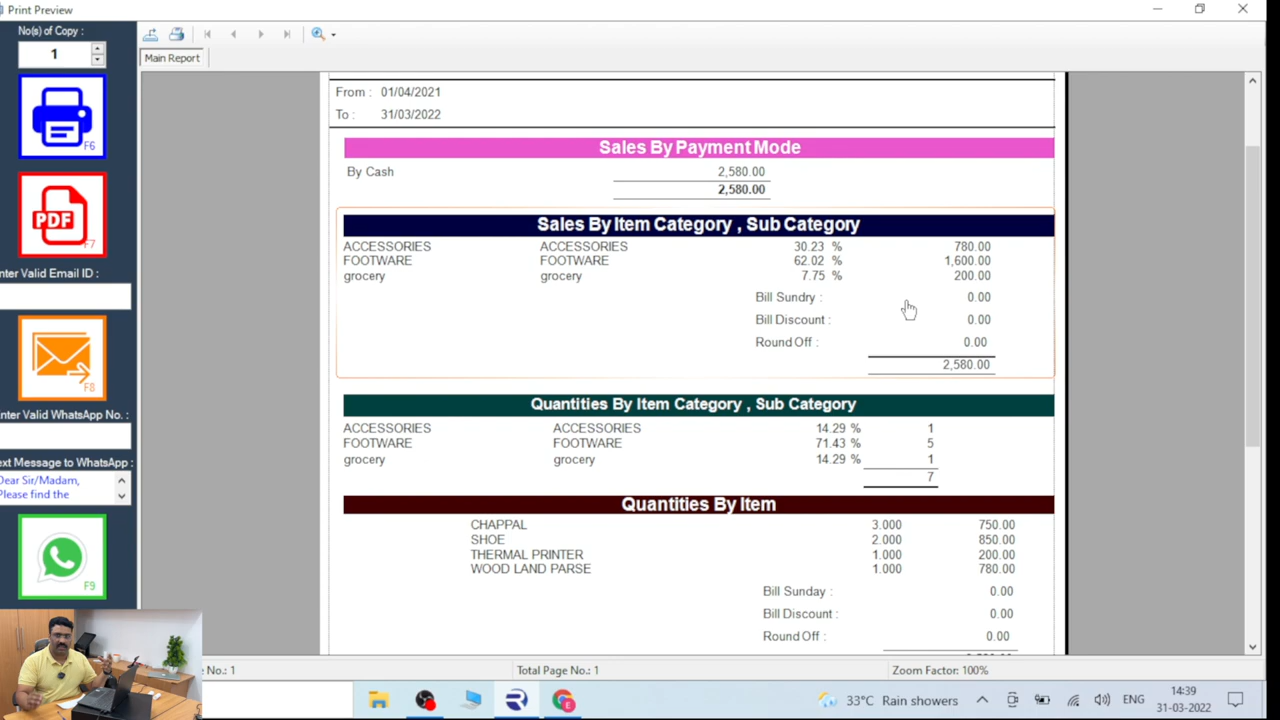 Print Preview
No(s) of Copy :
1
Main Report
F6
PDF
F7
nter Valid Email ID :
F8
nter Valid WhatsApp No. :
ext Message to WhatsApp :
Dear Sir/Madam,
Please find the
F9
From : 01/04/2021
To : 31/03/2022
Sales By Payment Mode
By Cash 2,580.00
2,580.00
Sales By Item Category , Sub Category
ACCESSORIES ACCESSORIES 30.23 % 780.00
FOOTWARE FOOTWARE 62.02 % 1,600.00
grocery grocery 7.75 % 200.00
Bill Sundry : 0.00
Bill Discount : 0.00
Round Off : 0.00
2,580.00
Quantities By Item Category , Sub Category
ACCESSORIES ACCESSORIES 14.29 % 1
FOOTWARE FOOTWARE 71.43 % 5
grocery grocery 14.29 % 1
7
Quantities By Item
CHAPPAL 3.000 750.00
SHOE 2.000 850.00
THERMAL PRINTER 1.000 200.00
WOOD LAND PARSE 1.000 780.00
Bill Sunday : 0.00
Bill Discount : 0.00
Round Off : 0.00
No.: 1 Total Page No.: 1 Zoom Factor: 100%
33°C Rain showers ENG 14:39
31-03-2022